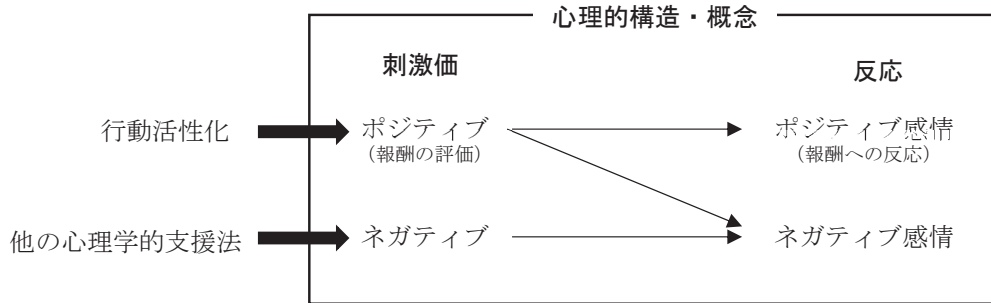 心理的構造・概念
刺激価
反応
行動活性化
ポジティブ
(報酬の評価)
ポジティブ感情
(報酬への反応)
他の心理学的支援法
ネガティブ
ネガティブ感情